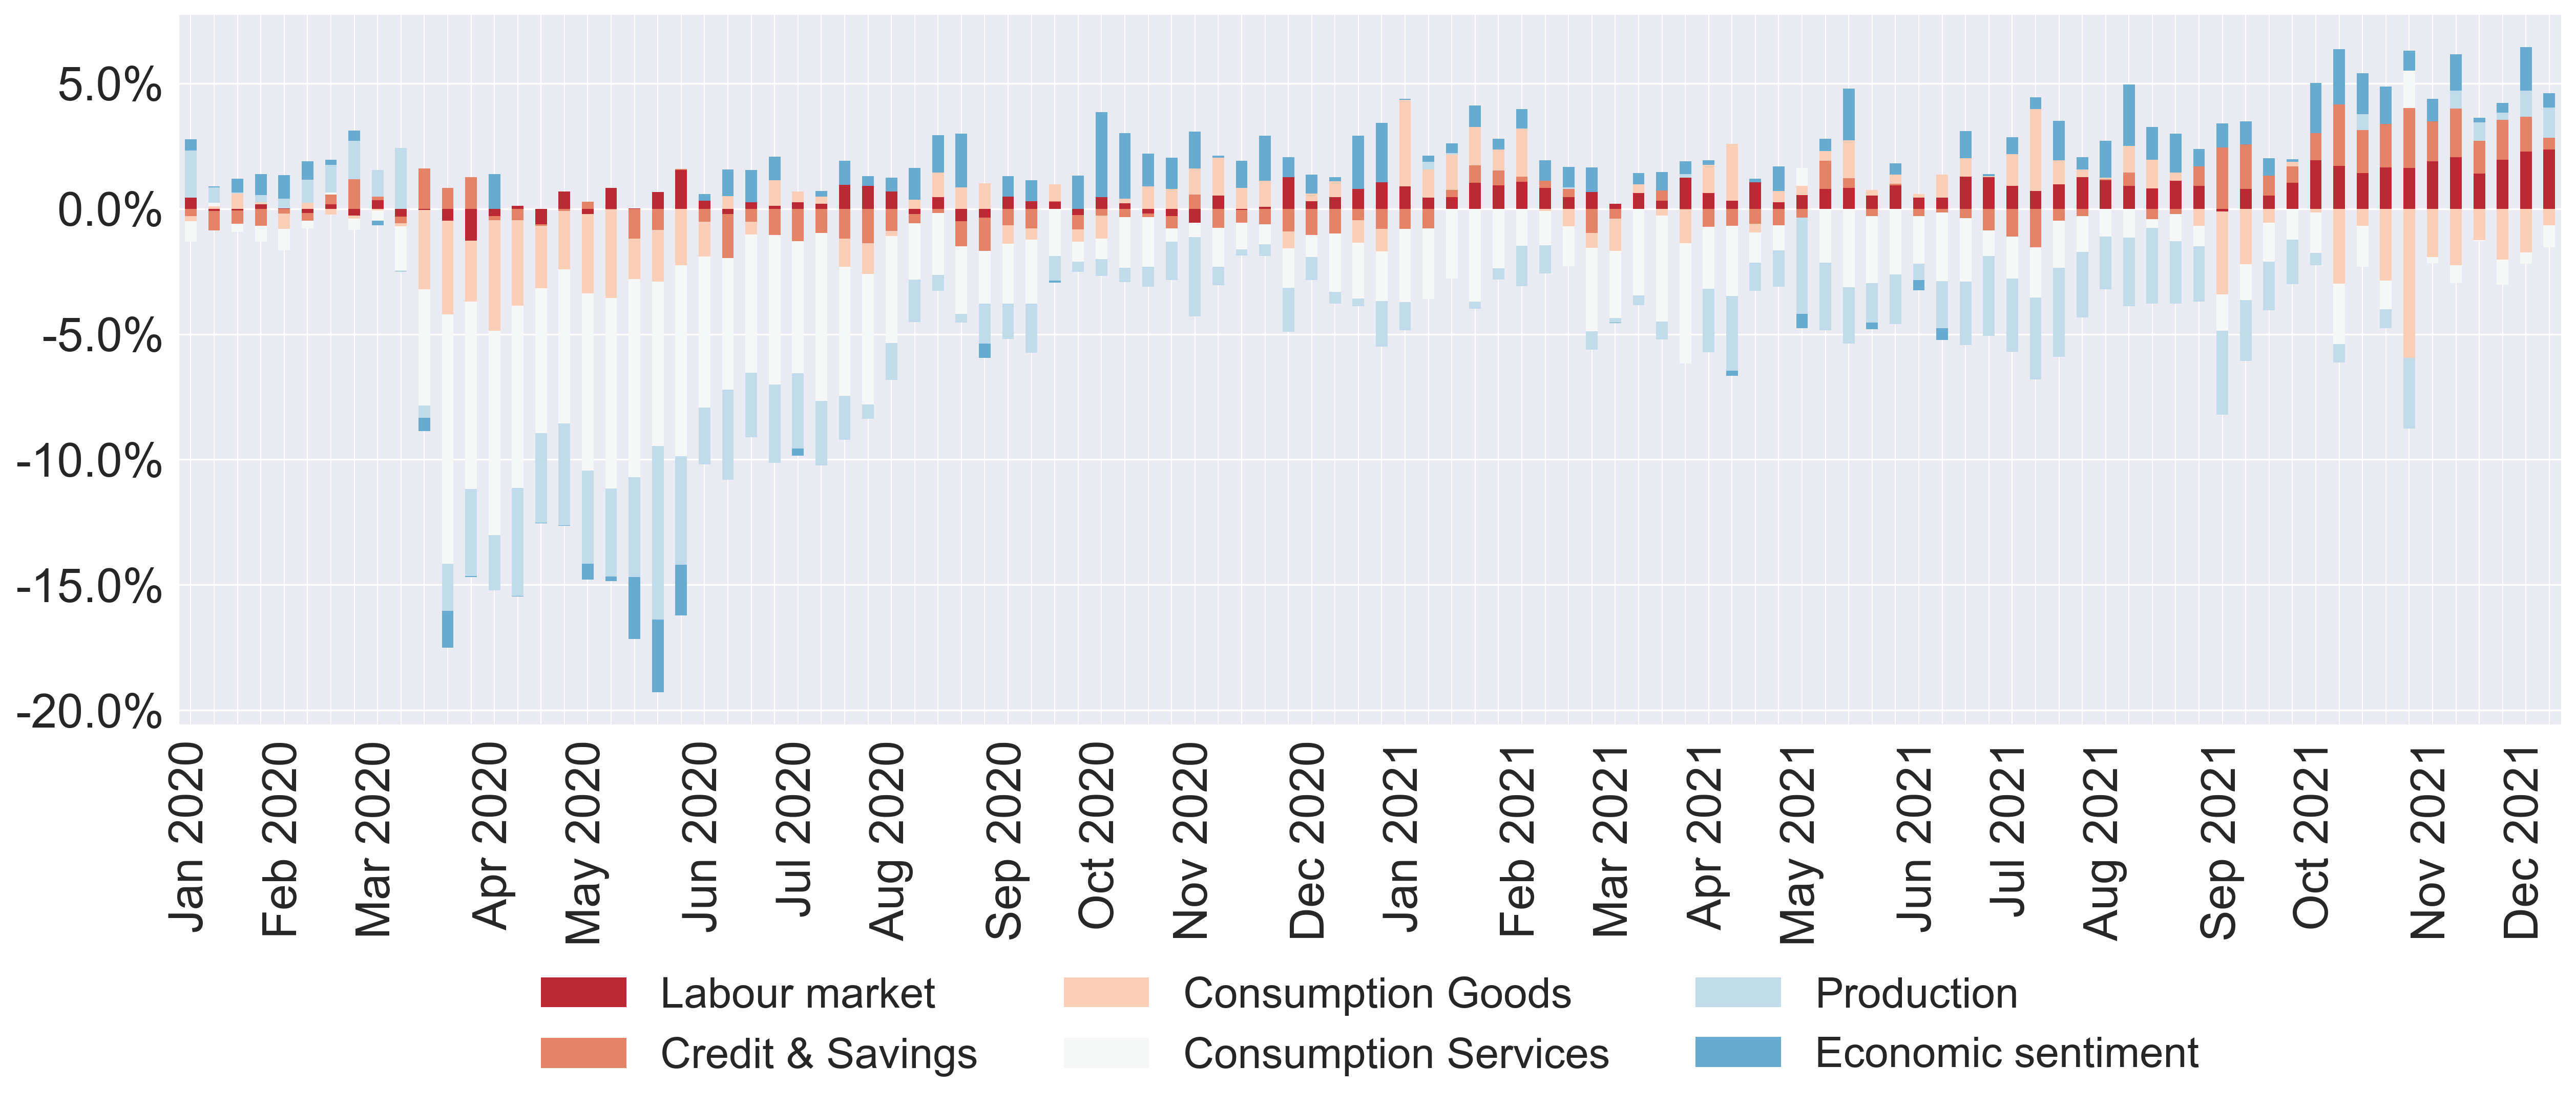 5.0%
0.0%
-5.0%
-10.0%
-15.0%
-20.0%
Jan 2020
Feb 2020
Mar 2020
Apr 2020
May 2020
Jun 2020
Jul 2020
Aug 2020
Sep 2020
Oct 2020
Nov 2020
Dec 2020
Jan 2021
Feb 2021
Mar 2021
Apr 2021
May 2021
Jun 2021
Jul 2021
Aug 2021
Sep 2021
Oct 2021
Nov 2021
Dec 2021
Labour market
Consumption Goods
Production
Credit & Savings
Consumption Services
Economic sentiment